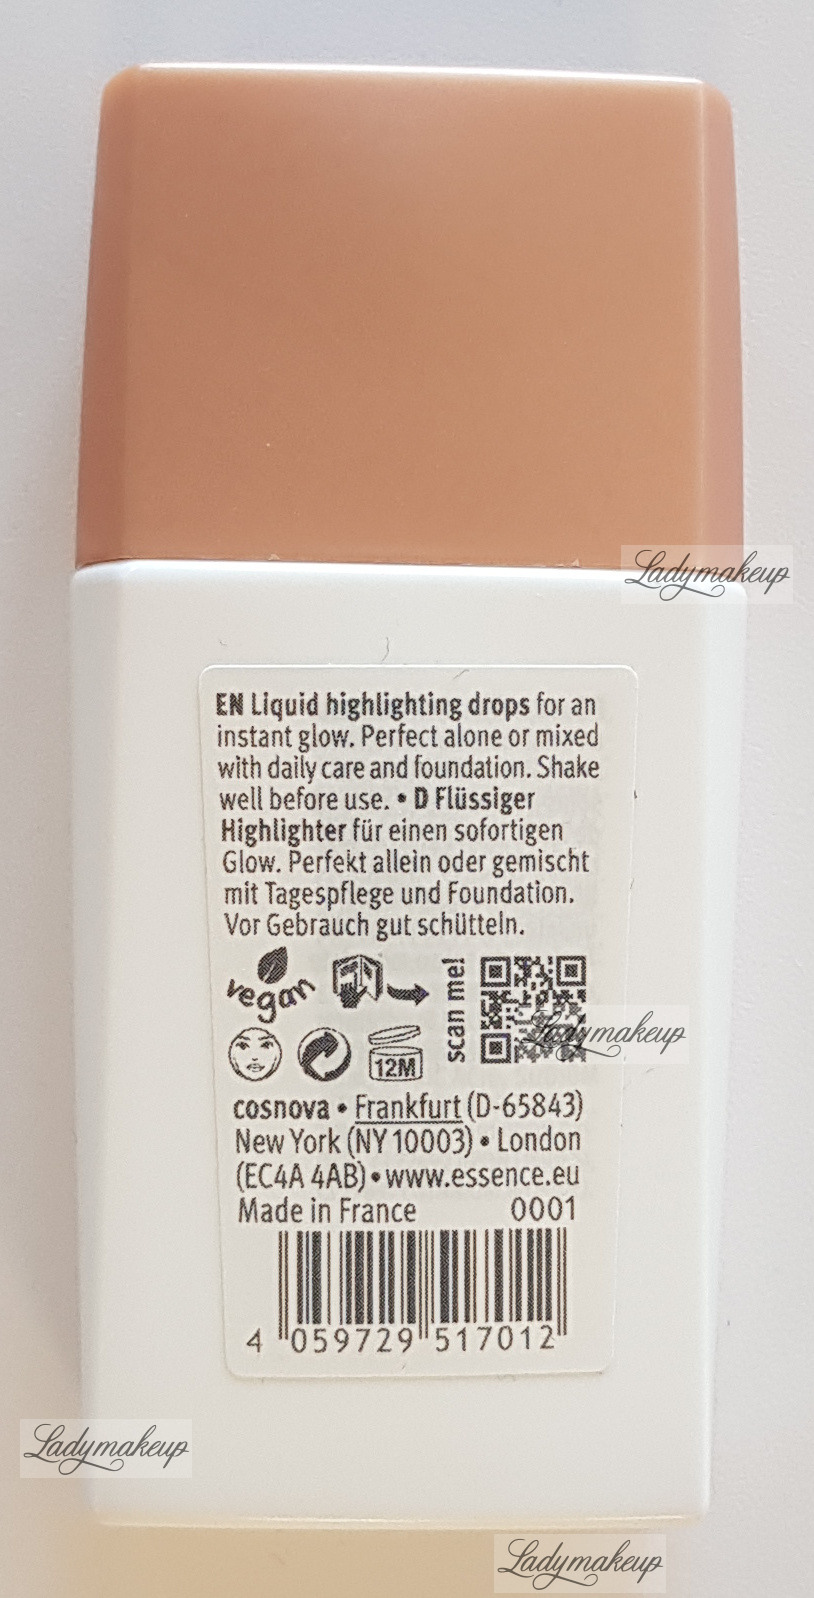 Ladymakeup
EN Liquid highlighting drops for an
instant glow. Perfect alone or mixed
with daily care and foundation. Shake
well before use. • D Flüssiger
Highlighter für einen sofortigen
Glow. Perfekt allein oder gemischt
mit Tagespflege und Foundation.
Vor Gebrauch gut schütteln.
vegan
scan me!
Ladymakeup
12M
cosnova • Frankfurt (D-65843)
New York (NY 10003) • London
(EC4A 4AB) • www.essence.eu
Made in France 0001
4 059729 517012
Ladymakeup
Ladymakeup